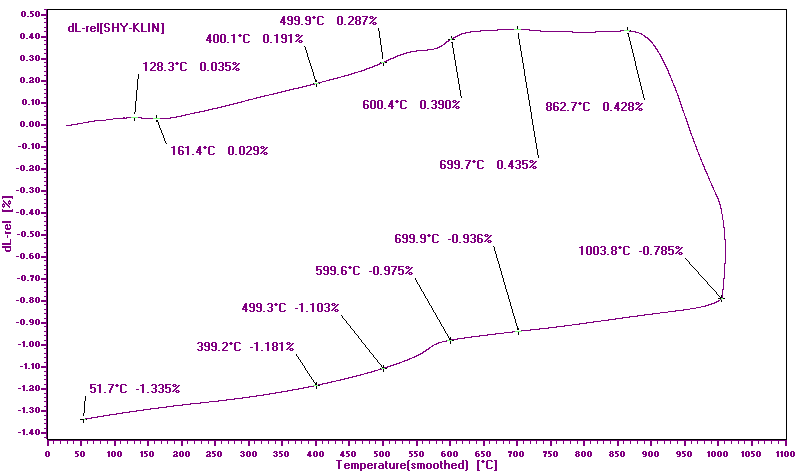 0.50
0.40
0.30
0.20
0.10
0.00
-0.10
-0.20
-0.30
-0.40
-0.50
-0.60
-0.70
-0.80
-0.90
-1.00
-1.10
-1.20
-1.30
-1.40
dL-rel [%]
dL-rel[SHY-KLIN]
499.9°C 0.287%
400.1°C 0.191%
128.3°C 0.035%
600.4°C 0.390%
862.7°C 0.428%
161.4°C 0.029%
699.7°C 0.435%
699.9°C -0.936%
1003.8°C -0.785%
599.6°C -0.975%
499.3°C -1.103%
399.2°C -1.181%
51.7°C -1.335%
0 50 100 150 200 250 300 350 400 450 500 550 600 650 700 750 800 850 900 950 1000 1050 1100
Temperature(smoothed) [°C]